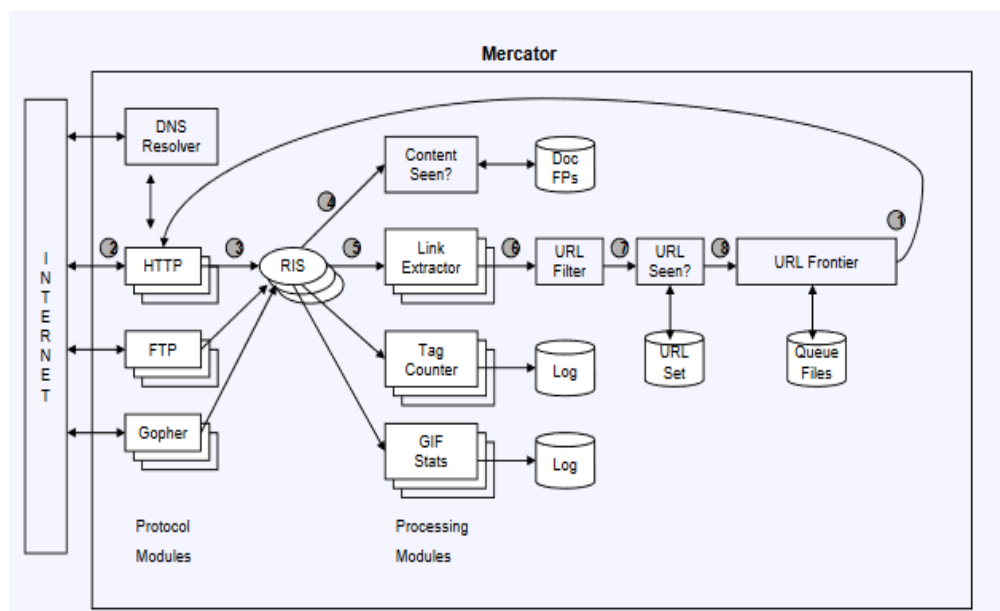 Mercator
DNS
Resolver
Content
Seen?
Doc
FPs
4
1
2
3
5
6
7
8
HTTP
RIS
Link
Extractor
URL
Filter
URL
Seen?
URL Frontier
INTERNET
FTP
Tag
Counter
Log
URL
Set
Queue
Files
Gopher
GIF
Stats
Log
Protocol
Modules
Processing
Modules